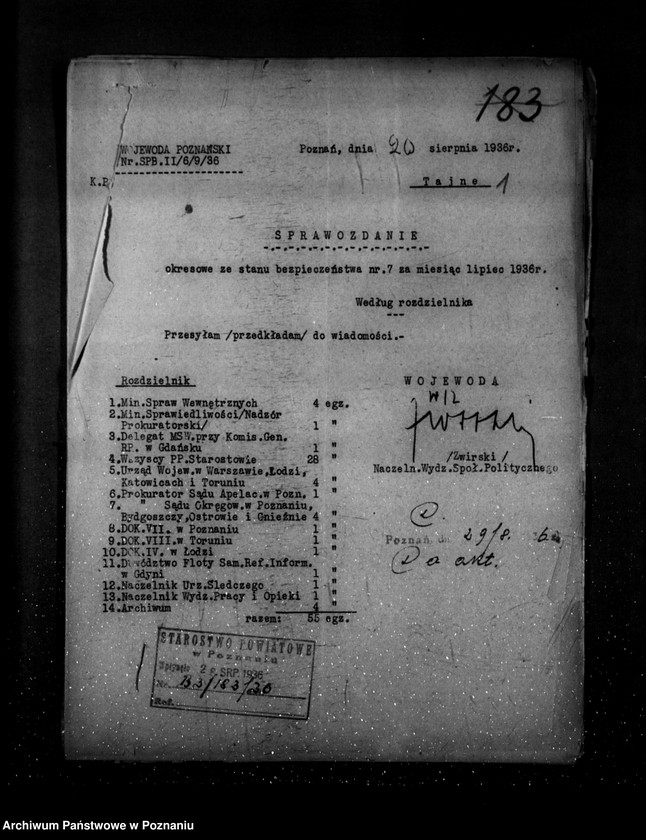 183
WOJEWODA POZNAŃSKI
Nr.SPB.II/6/9/36
Poznań, dnia 20 sierpnia 1936r.
K.P.
Tajne 1
SPRAWOZDANIE
okresowe ze stanu bezpieczeństwa nr.7 za miesiąc lipiec 1936r.
Według rozdzielnika
Przesyłam /przedkładam/ do wiadomości.-
Rozdzielnik
WOJEWODA
1.Min.Spraw Wewnętrznych 4 egz.
2.Min.Sprawiedliwości/Nadzór
Prokuratorski/ 1 "
3.Delegat MSW.przy Komis.Gen.
RP. w Gdańsku 1 "
4.Wszyscy PP.Starostowie 28 "
5.Urząd Wojew.w Warszawie,Łodzi,
Katowicach i Toruniu 4 "
6.Prokurator Sądu Apelac.w Pozn. 1 "
7. " Sądu Okręgow.w Poznaniu,
Bydgoszczy,Ostrowie i Gnieźnie 4 "
8.DOK.VII. w Poznaniu 1 "
9.DOK.VIII.w Toruniu 1 "
10.DOK.IV. w Łodzi 1 "
11.Dowództwo Floty Sam.Ref.Inform.
w Gdyni 1 "
12.Naczelnik Urz.Śledczego 1 "
13.Naczelnik Wydz.Pracy i Opieki 1 "
14.Archiwum 4 "
razem: 55 egz.
w/z
/Zwirski/
Naczeln.Wydz.Społ.Politycznego
Poznań, d. 29/8. 36
a akt.
STAROSTWO POWIATOWE
w Poznaniu
SRP. 1936
Nr.
Ref.
Archiwum Państwowe w Poznaniu